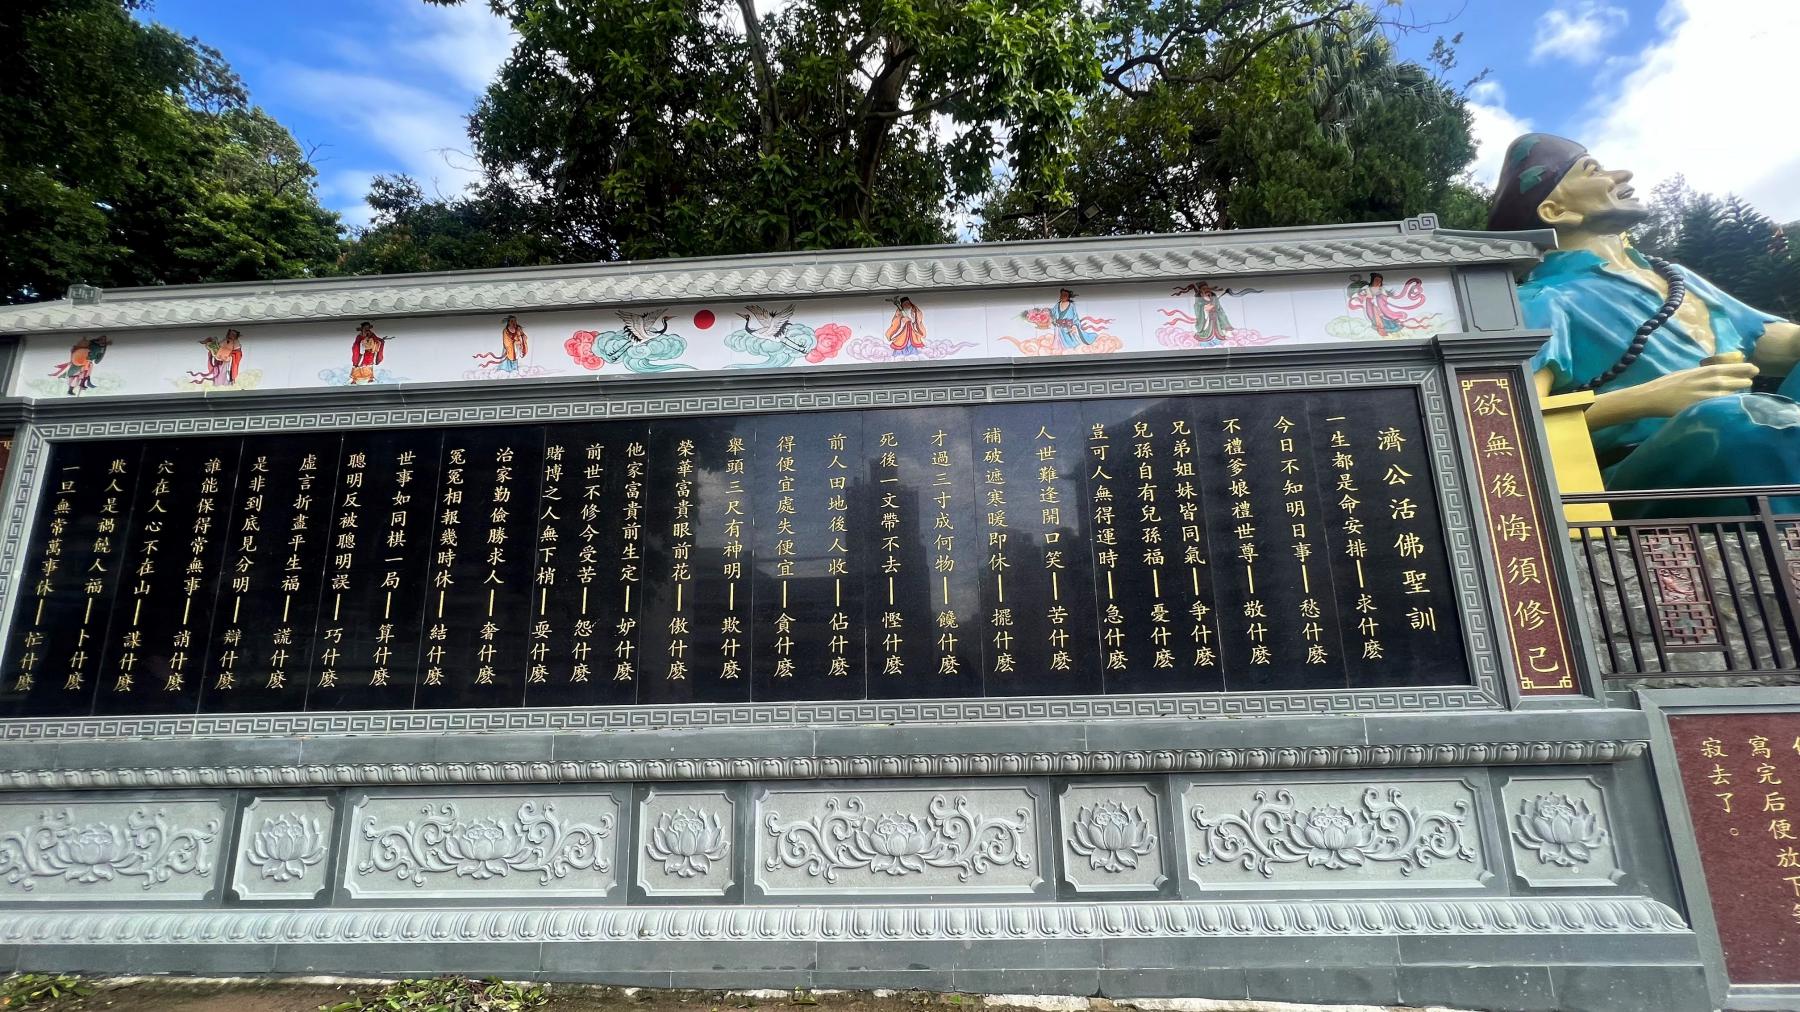 欲無後悔須修己
濟公活佛聖訓
一生都是命安排━求什麼
今日不知明日事━愁什麼
不禮爹娘禮世尊━敬什麼
兄弟姐妹皆同氣━爭什麼
兒孫自有兒孫福━憂什麼
豈可人無得運時━急什麼
人世難逢開口笑━苦什麼
補破遮寒暖即休━擺什麼
才過三寸成何物━饞什麼
死後一文帶不去━慳什麼
前人田地後人收━佔什麼
得便宜處失便宜━貪什麼
舉頭三尺有神明━欺什麼
榮華富貴眼前花━傲什麼
他家富貴前生定━妒什麼
前世不修今受苦━怨什麼
賭博之人無下梢━耍什麼
治家勤儉勝求人━奢什麼
冤冤相報幾時休━結什麼
世事如同棋一局━算什麼
聰明反被聰明誤━巧什麼
虛言折盡平生福━謊什麼
是非到底見分明━辯什麼
誰能保得常無事━誚什麼
穴在人心不在山━謀什麼
欺人是禍饒人福━卜什麼
一旦無常萬事休━忙什麼
寫完后便放下
寂去了。